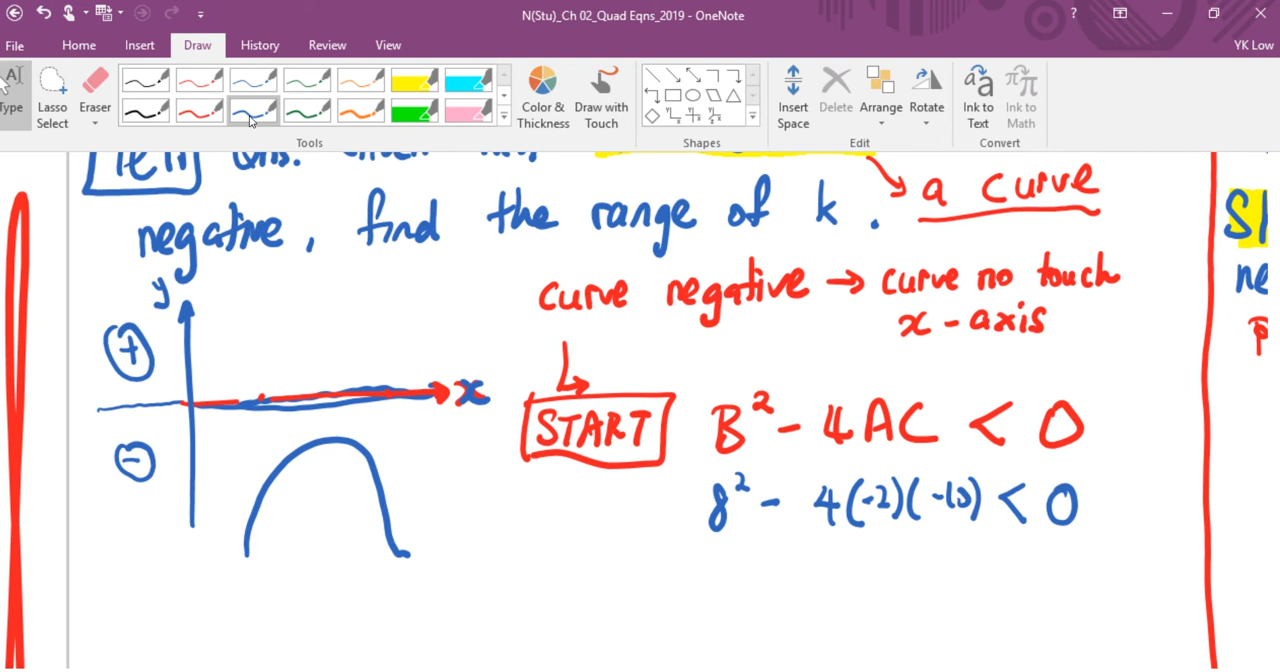 N(Stu)_Ch 02_Quad Eqns_2019 - OneNote
?
File Home Insert Draw History Review View YK Low
Type Lasso Select Eraser Color & Thickness Draw with Touch Insert Space Delete Arrange Rotate Ink to Text Ink to Math
Tools Shapes Edit Convert
a curve
negative, find the range of k.
curve negative → curve no touch
x - axis
y
+
x
START B² - 4AC < 0
−
8² - 4(-2)(-10) < 0